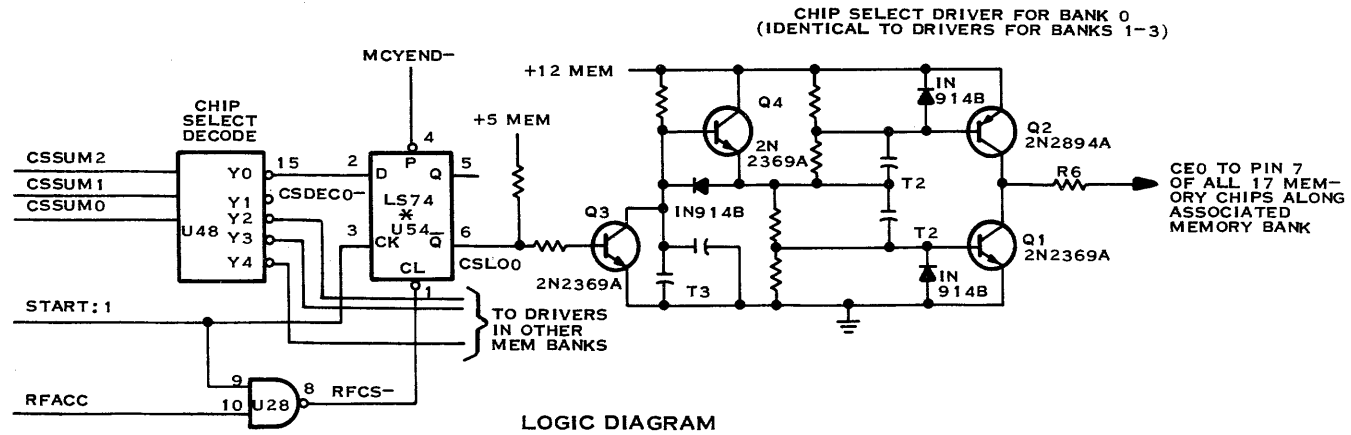 CHIP SELECT DRIVER FOR BANK 0
(IDENTICAL TO DRIVERS FOR BANKS 1-3)
MCYEND-
+12 MEM
IN
914B
CHIP
SELECT
DECODE
+5 MEM
Q4
2N
2369A
Q2
2N2894A
4
15
2
P
5
CSSUM2
Y0
D
Q
CSDEC0-
CSSUM1
Y1
LS74
*
CSSUM0
Y2
U54
U48
Y3
3
CK
Q
6
Y4
CSLO0
CL
1
Q3
2N2369A
IN914B
T2
T2
T3
R6
CE0 TO PIN 7
OF ALL 17 MEM-
ORY CHIPS ALONG
ASSOCIATED
MEMORY BANK
Q1
2N2369A
IN
914B
START:1
TO DRIVERS
IN OTHER
MEM BANKS
9
8
RFCS-
RFACC
10
U28
LOGIC DIAGRAM